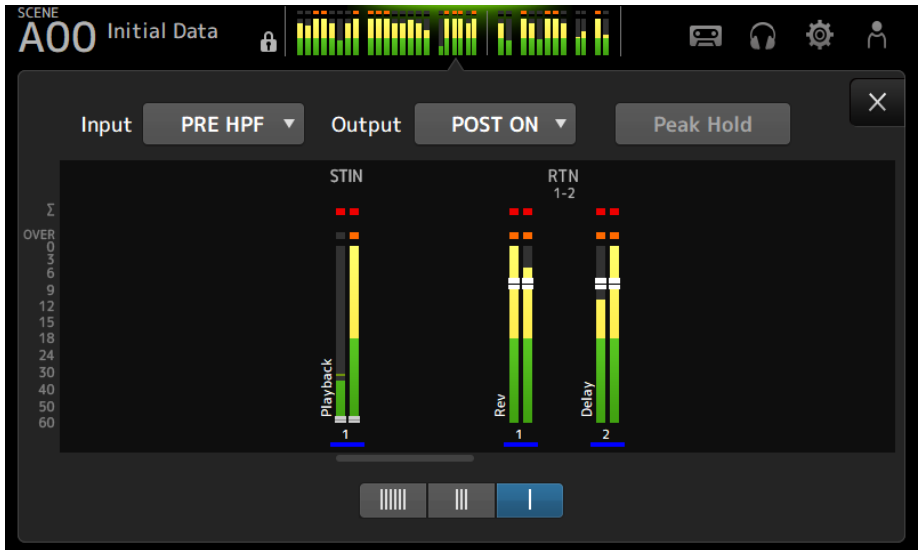 SCENE
A00 Initial Data
Input PRE HPF Output POST ON Peak Hold
STIN RTN
1-2
Σ
OVER
0
3
6
9
12
15
18
24
30
40
50
60
Playback Rev Delay
1 1 2